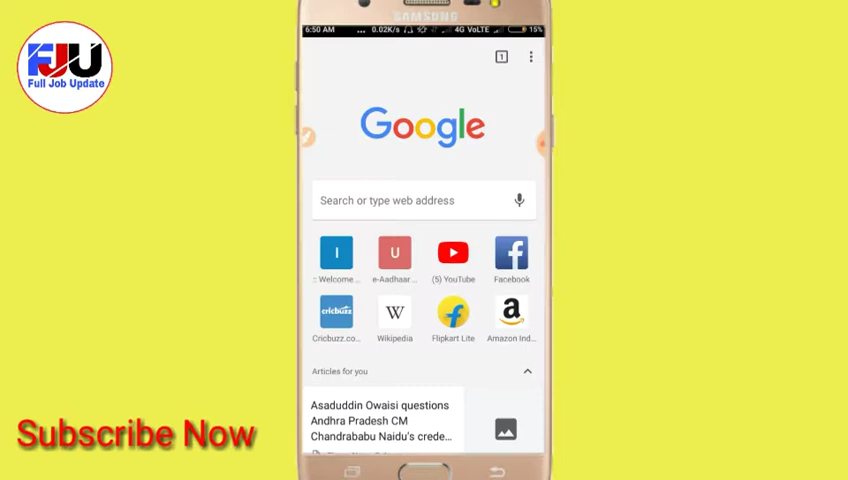 SAMSUNG
6:50 AM ... 0.02K/s 4G VoLTE 15%
FJU
Full Job Update
1
Google
Search or type web address
I
U
:: Welcome...
e-Aadhaar...
(5) YouTube
Facebook
cricbuzz
W
a
Cricbuzz.co...
Wikipedia
Flipkart Lite
Amazon Ind...
Articles for you
Asaduddin Owaisi questions
Andhra Pradesh CM
Chandrababu Naidu's crede...
Subscribe Now